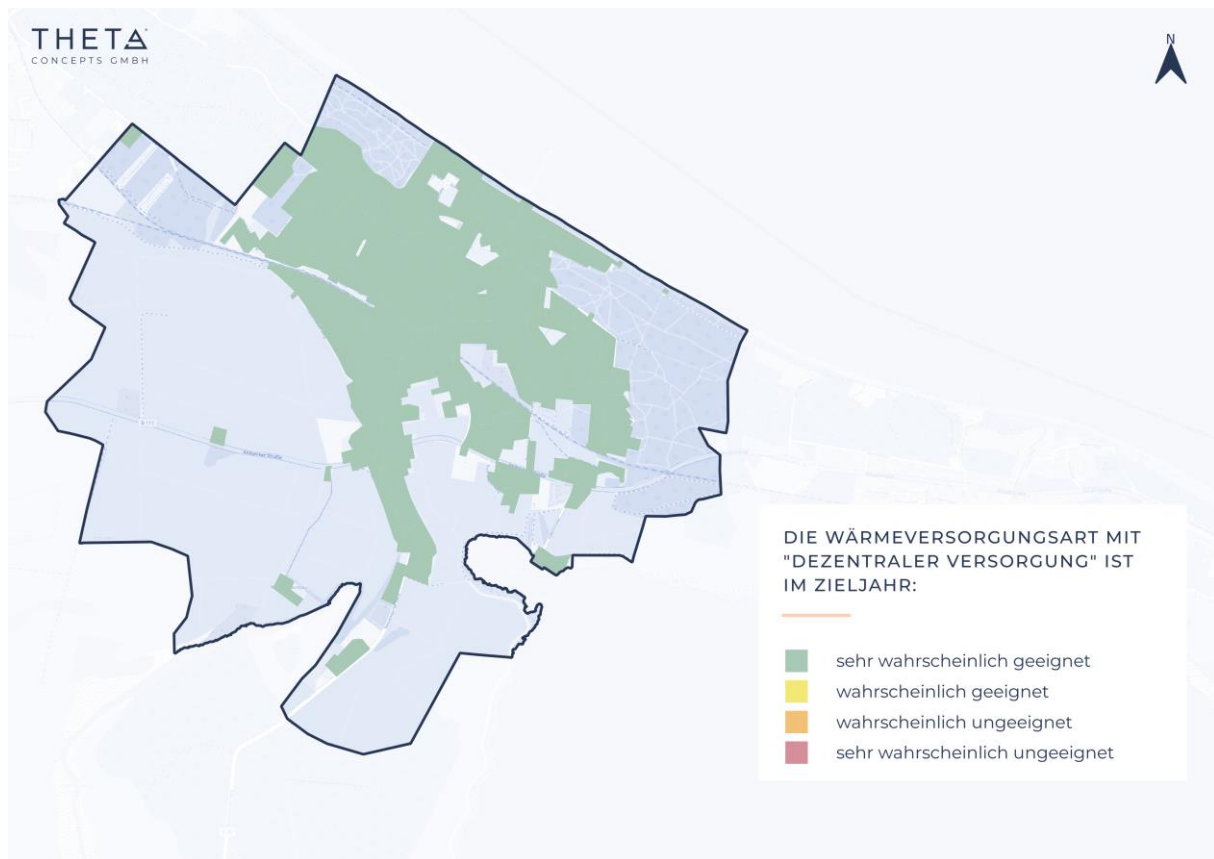 THETA
CONCEPTS GMBH
N
DIE WÄRMEVERSORGUNGSART MIT
"DEZENTRALER VERSORGUNG" IST
IM ZIELJAHR:
sehr wahrscheinlich geeignet
wahrscheinlich geeignet
wahrscheinlich ungeeignet
sehr wahrscheinlich ungeeignet